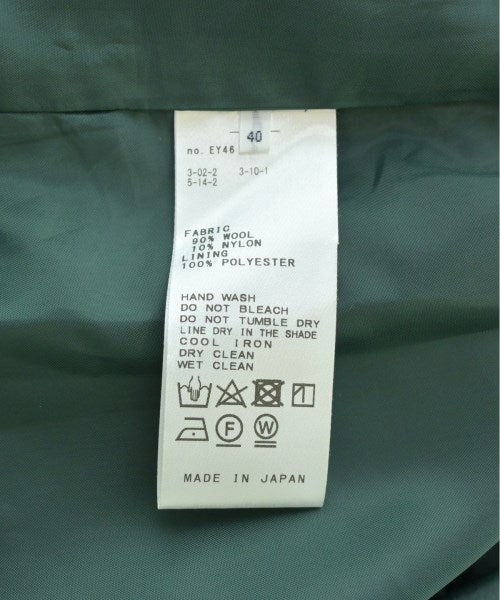 40
no. EY46
3-02-2 3-10-1
5-14-2
FABRIC
90% WOOL
10% NYLON
LINING
100% POLYESTER
HAND WASH
DO NOT BLEACH
DO NOT TUMBLE DRY
LINE DRY IN THE SHADE
COOL IRON
DRY CLEAN
WET CLEAN
F W
MADE IN JAPAN